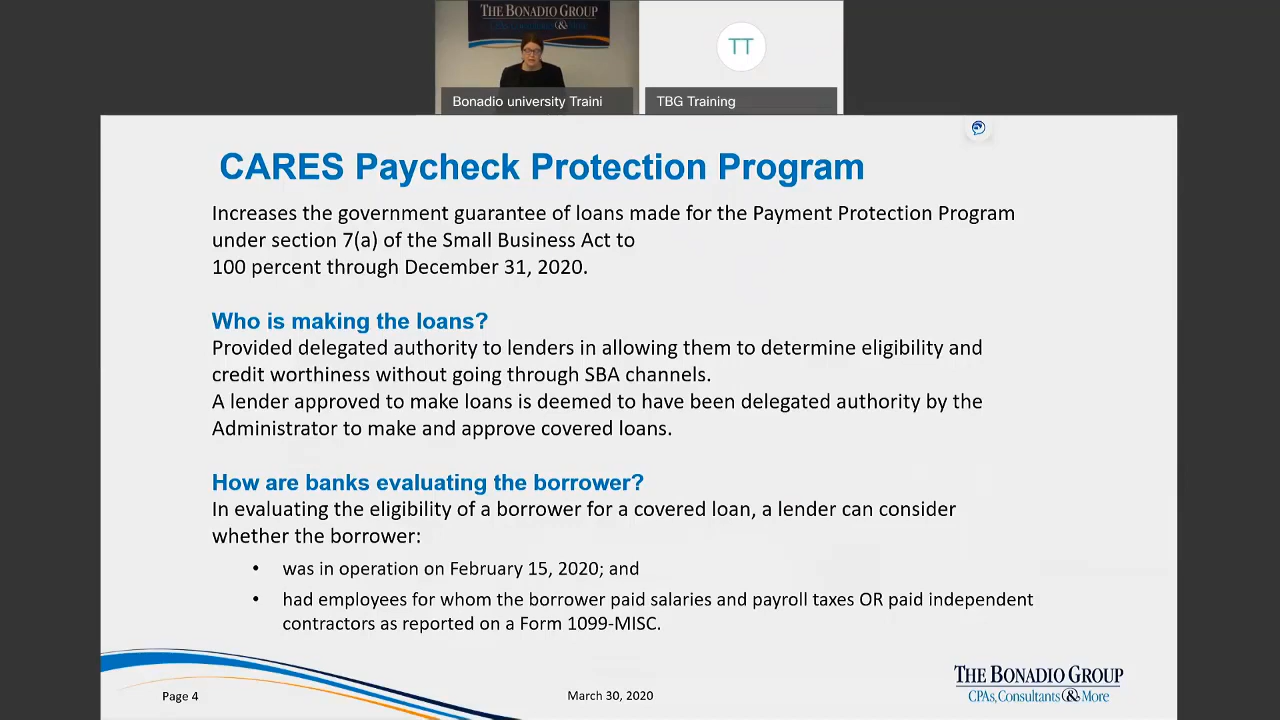 THE BONADIO GROUP
CPAs, Consultants & More
TT
Bonadio university Traini
TBG Training
CARES Paycheck Protection Program
Increases the government guarantee of loans made for the Payment Protection Program
under section 7(a) of the Small Business Act to
100 percent through December 31, 2020.
Who is making the loans?
Provided delegated authority to lenders in allowing them to determine eligibility and
credit worthiness without going through SBA channels.
A lender approved to make loans is deemed to have been delegated authority by the
Administrator to make and approve covered loans.
How are banks evaluating the borrower?
In evaluating the eligibility of a borrower for a covered loan, a lender can consider
whether the borrower:
• was in operation on February 15, 2020; and
• had employees for whom the borrower paid salaries and payroll taxes OR paid independent
contractors as reported on a Form 1099-MISC.
Page 4
March 30, 2020
THE BONADIO GROUP
CPAs, Consultants & More